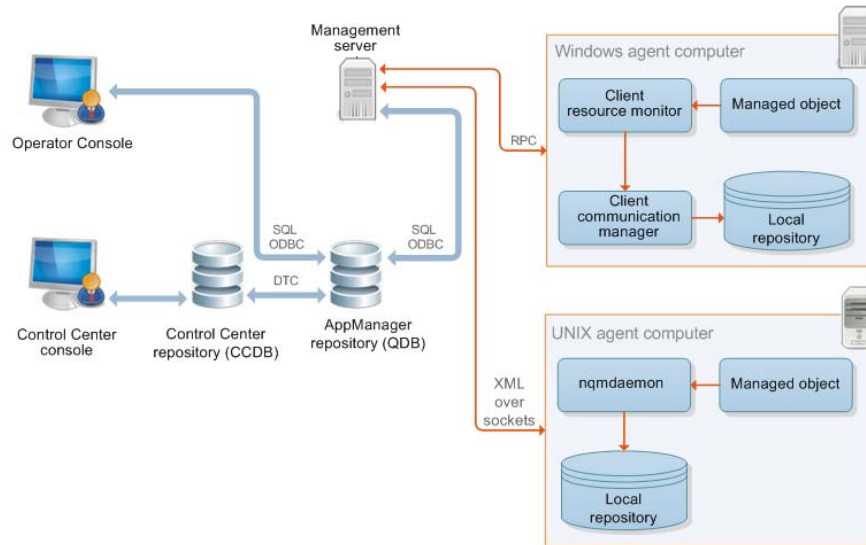 Management
server
Operator Console
SQL
ODBC
SQL
ODBC
RPC
Control Center
console
Control Center
repository (CCDB)
DTC
AppManager
repository (QDB)
XML
over
sockets
Windows agent computer
Client
resource monitor
Managed object
Client
communication
manager
Local
repository
UNIX agent computer
nqmdaemon
Managed object
Local
repository